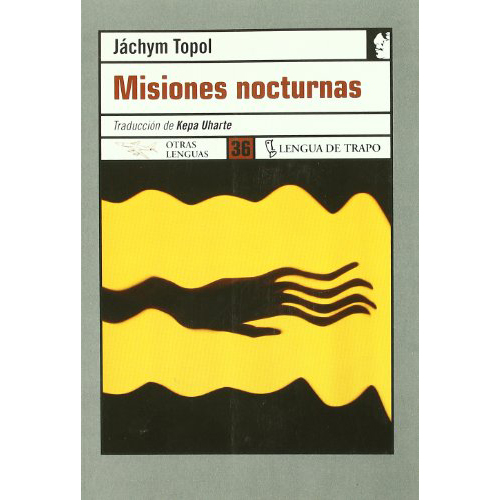 Jáchym Topol
Misiones nocturnas
Traducción de Kepa Uharte
OTRAS
LENGUAS
36
LENGUA DE TRAPO